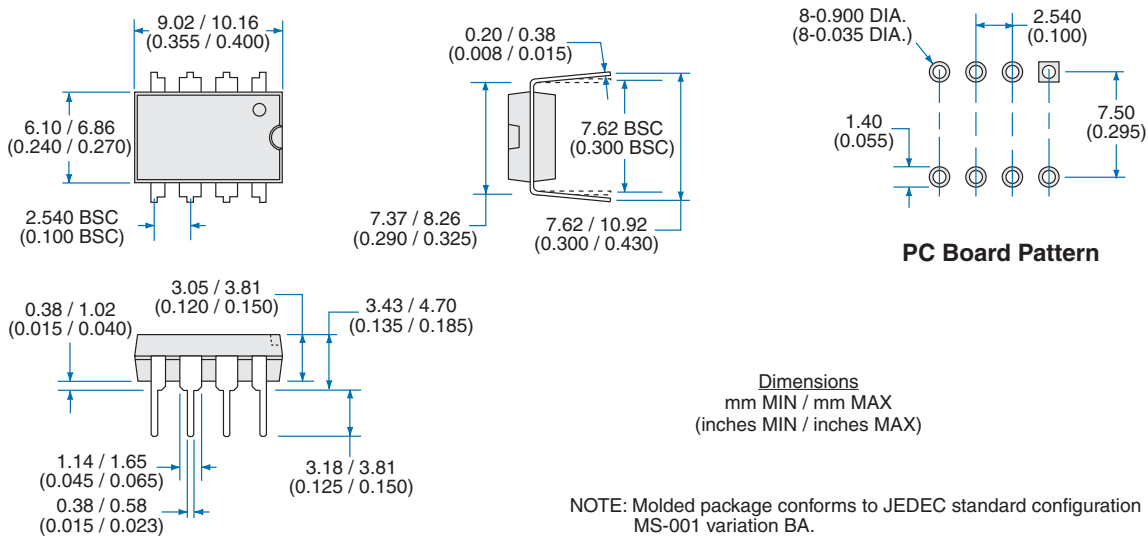 9.02 / 10.16
(0.355 / 0.400)
6.10 / 6.86
(0.240 / 0.270)
2.540 BSC
(0.100 BSC)
0.20 / 0.38
(0.008 / 0.015)
7.62 BSC
(0.300 BSC)
7.37 / 8.26
(0.290 / 0.325)
7.62 / 10.92
(0.300 / 0.430)
8-0.900 DIA.
(8-0.035 DIA.)
2.540
(0.100)
1.40
(0.055)
7.50
(0.295)
PC Board Pattern
0.38 / 1.02
(0.015 / 0.040)
3.05 / 3.81
(0.120 / 0.150)
3.43 / 4.70
(0.135 / 0.185)
1.14 / 1.65
(0.045 / 0.065)
0.38 / 0.58
(0.015 / 0.023)
3.18 / 3.81
(0.125 / 0.150)
Dimensions
mm MIN / mm MAX
(inches MIN / inches MAX)
NOTE: Molded package conforms to JEDEC standard configuration
MS-001 variation BA.